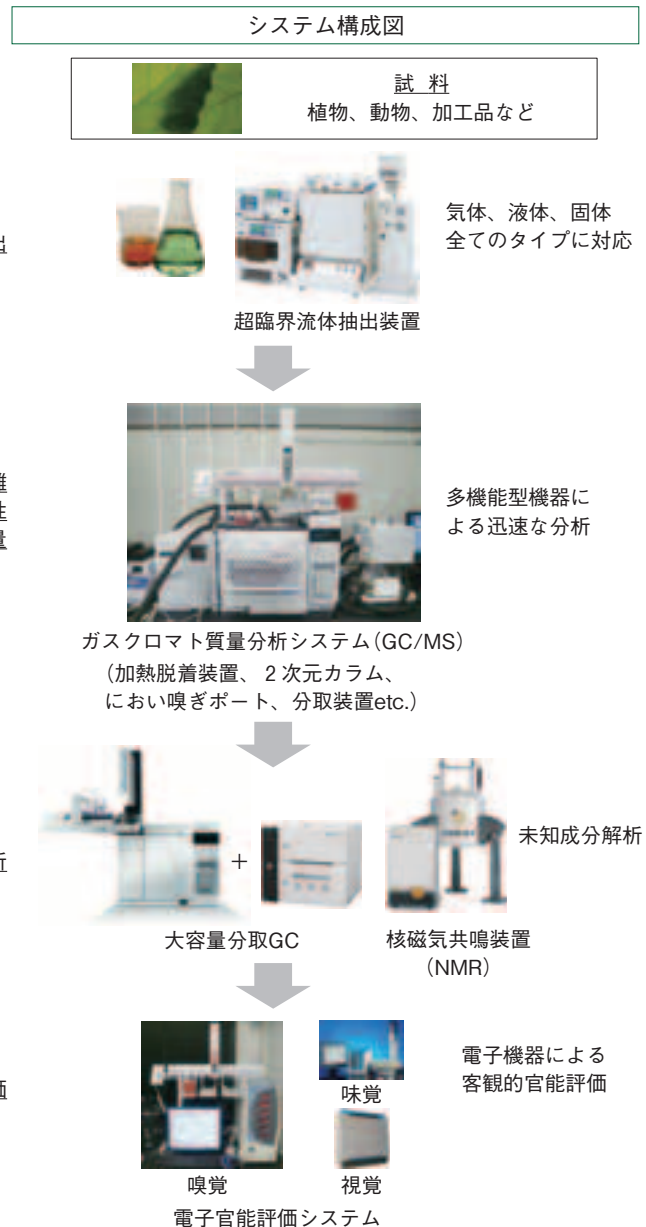 システム構成図
試 料
植物、動物、加工品など
出
気体、液体、固体
全てのタイプに対応
超臨界流体抽出装置
離
性
量
多機能型機器に
よる迅速な分析
ガスクロマト質量分析システム(GC/MS)
(加熱脱着装置、2次元カラム、
におい嗅ぎポート、分取装置etc.)
析
+
未知成分解析
大容量分取GC
核磁気共鳴装置
(NMR)
価
電子機器による
客観的官能評価
味覚
嗅覚
視覚
電子官能評価システム